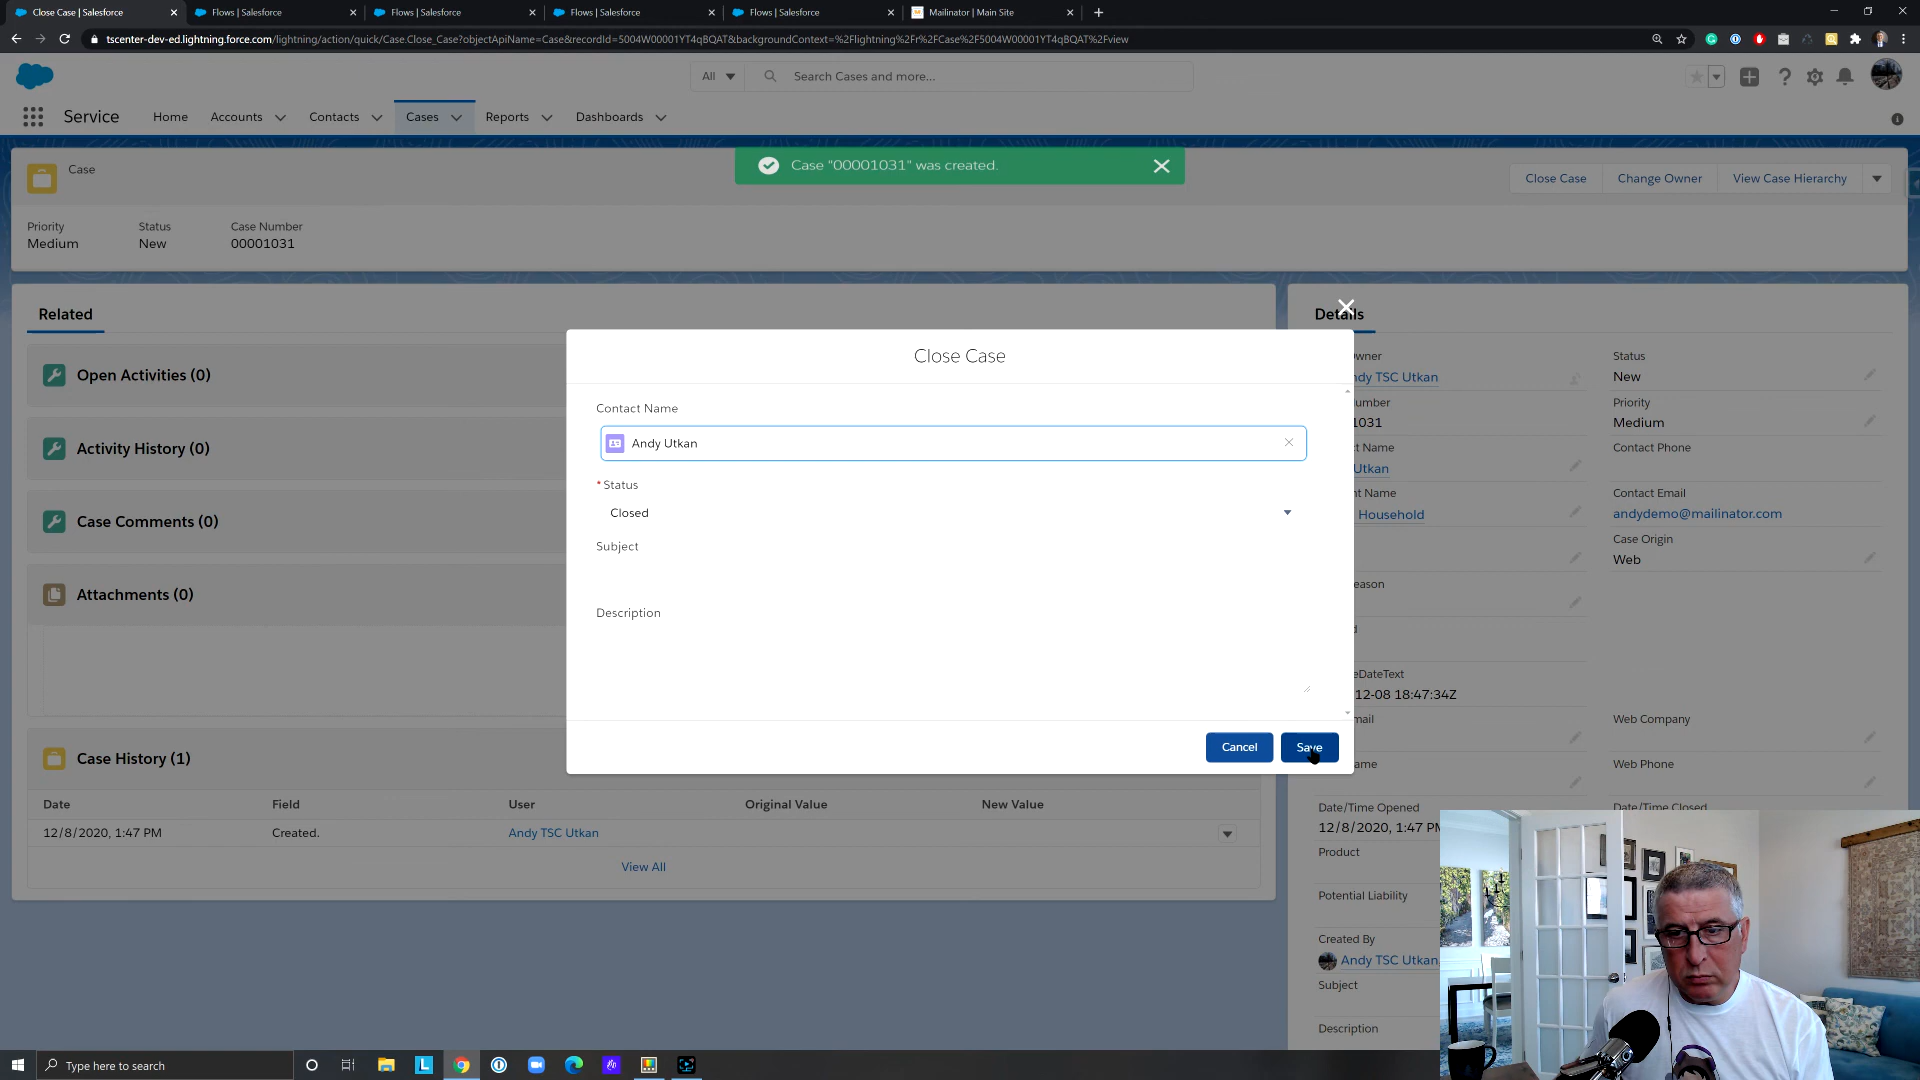 Close Case | Salesforce
Flows | Salesforce
Flows | Salesforce
Flows | Salesforce
Flows | Salesforce
Mailinator | Main Site
tscenter-dev-ed.lightning.force.com/lightning/action/quick/Case.Close_Case?objectApiName=Case&recordId=5004W00001YT4qBQAT&backgroundContext=%2Flightning%2Fr%2FCase%2F5004W00001YT4qBQAT%2Fview
All
Search Cases and more...
Service
Home
Accounts
Contacts
Cases
Reports
Dashboards
Case
Case "00001031" was created.
Close Case
Change Owner
View Case Hierarchy
Priority
Medium
Status
New
Case Number
00001031
Related
Open Activities (0)
Activity History (0)
Case Comments (0)
Attachments (0)
Case History (1)
Date
Field
User
Original Value
New Value
12/8/2020, 1:47 PM
Created.
Andy TSC Utkan
View All
Close Case
Contact Name
Andy Utkan
*Status
Closed
Subject
Description
Cancel
Save
Details
wner
ndy TSC Utkan
Status
New
umber
031
Priority
Medium
t Name
Utkan
Contact Phone
nt Name
Household
Contact Email
andydemo@mailinator.com
Case Origin
Web
eason
d
eDateText
12-08 18:47:34Z
mail
Web Company
ame
Web Phone
Date/Time Opened
12/8/2020, 1:47 PM
Date/Time Closed
Product
Potential Liability
Created By
Andy TSC Utkan
Subject
Description
Type here to search